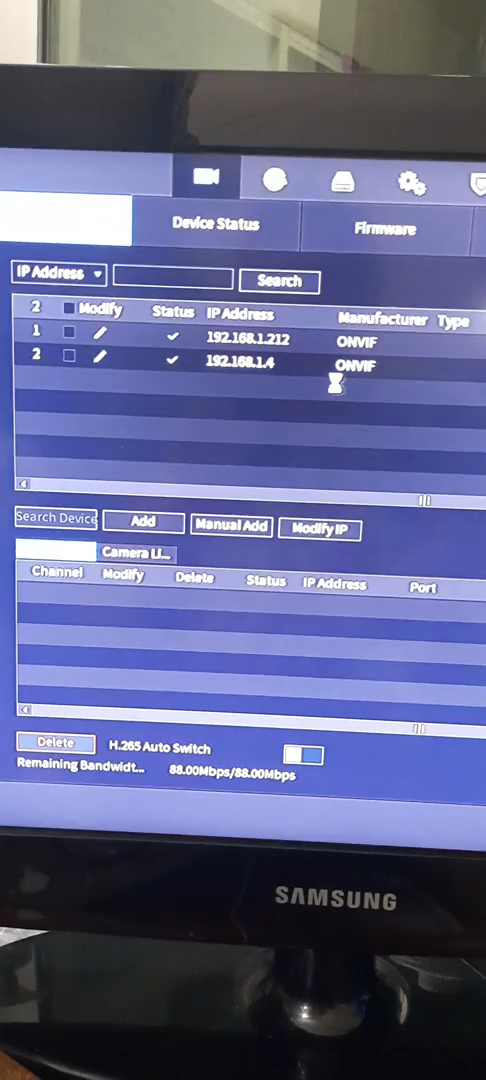 Device Status Firmware
IP Address Search
2 Modify Status IP Address Manufacturer Type
1 192.168.1.212 ONVIF
2 192.168.1.4 ONVIF
Search Device Add Manual Add Modify IP
Camera Li...
Channel Modify Delete Status IP Address Port
Delete H.265 Auto Switch
Remaining Bandwidt... 88.00Mbps/88.00Mbps
SAMSUNG